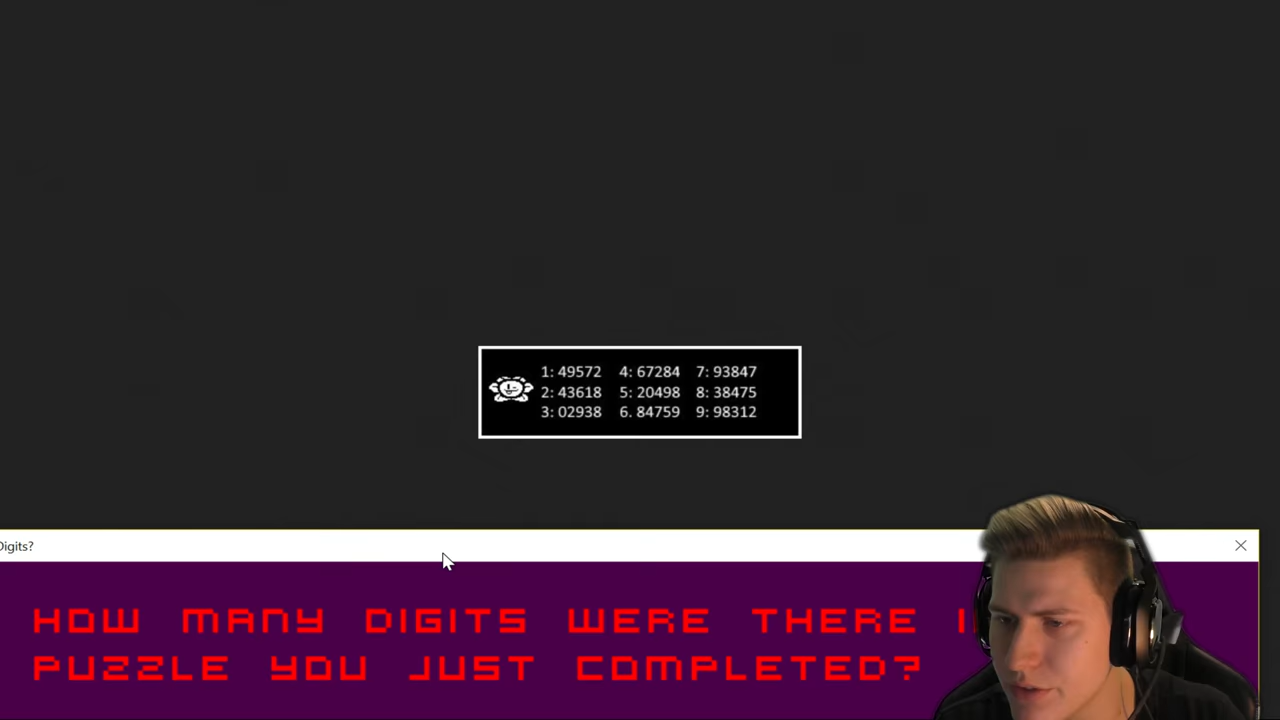 1: 49572 4: 67284 7: 93847
2: 43618 5: 20498 8: 38475
3: 02938 6. 84759 9: 98312
Digits?
HOW MANY DIGITS WERE THERE
PUZZLE YOU JUST COMPLETED?